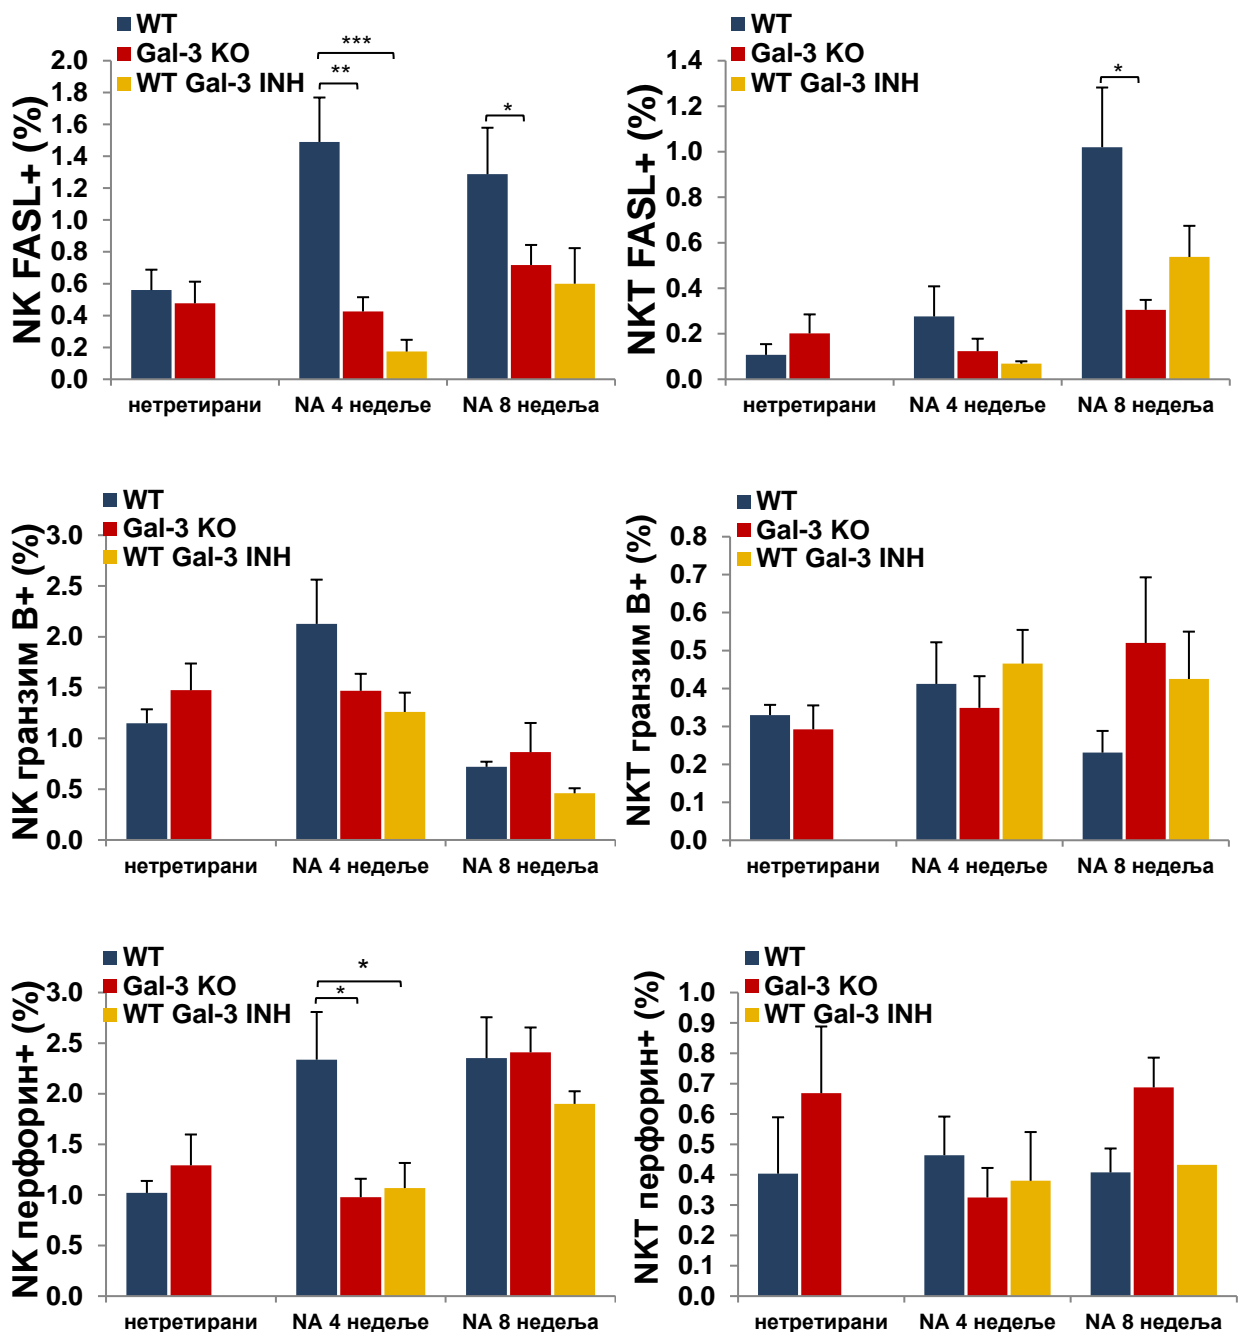 WT
Gal-3 KO
WT Gal-3 INH
NK FASL+ (%)
2.0
1.8
1.6
1.4
1.2
1.0
0.8
0.6
0.4
0.2
0.0
***
**
*
нетретирани
NA 4 недеље
NA 8 недеља
WT
Gal-3 KO
WT Gal-3 INH
NKT FASL+ (%)
1.4
1.2
1.0
0.8
0.6
0.4
0.2
0.0
*
нетретирани
NA 4 недеље
NA 8 недеља
WT
Gal-3 KO
WT Gal-3 INH
NK гранзим B+ (%)
3.0
2.5
2.0
1.5
1.0
0.5
0.0
нетретирани
NA 4 недеље
NA 8 недеља
WT
Gal-3 KO
WT Gal-3 INH
NKT гранзим B+ (%)
0.8
0.7
0.6
0.5
0.4
0.3
0.2
0.1
0.0
нетретирани
NA 4 недеље
NA 8 недеља
WT
Gal-3 KO
WT Gal-3 INH
NK перфорин+ (%)
3.0
2.5
2.0
1.5
1.0
0.5
0.0
*
*
нетретирани
NA 4 недеље
NA 8 недеља
WT
Gal-3 KO
WT Gal-3 INH
NKT перфорин+ (%)
1.0
0.9
0.8
0.7
0.6
0.5
0.4
0.3
0.2
0.1
0.0
нетретирани
NA 4 недеље
NA 8 недеља